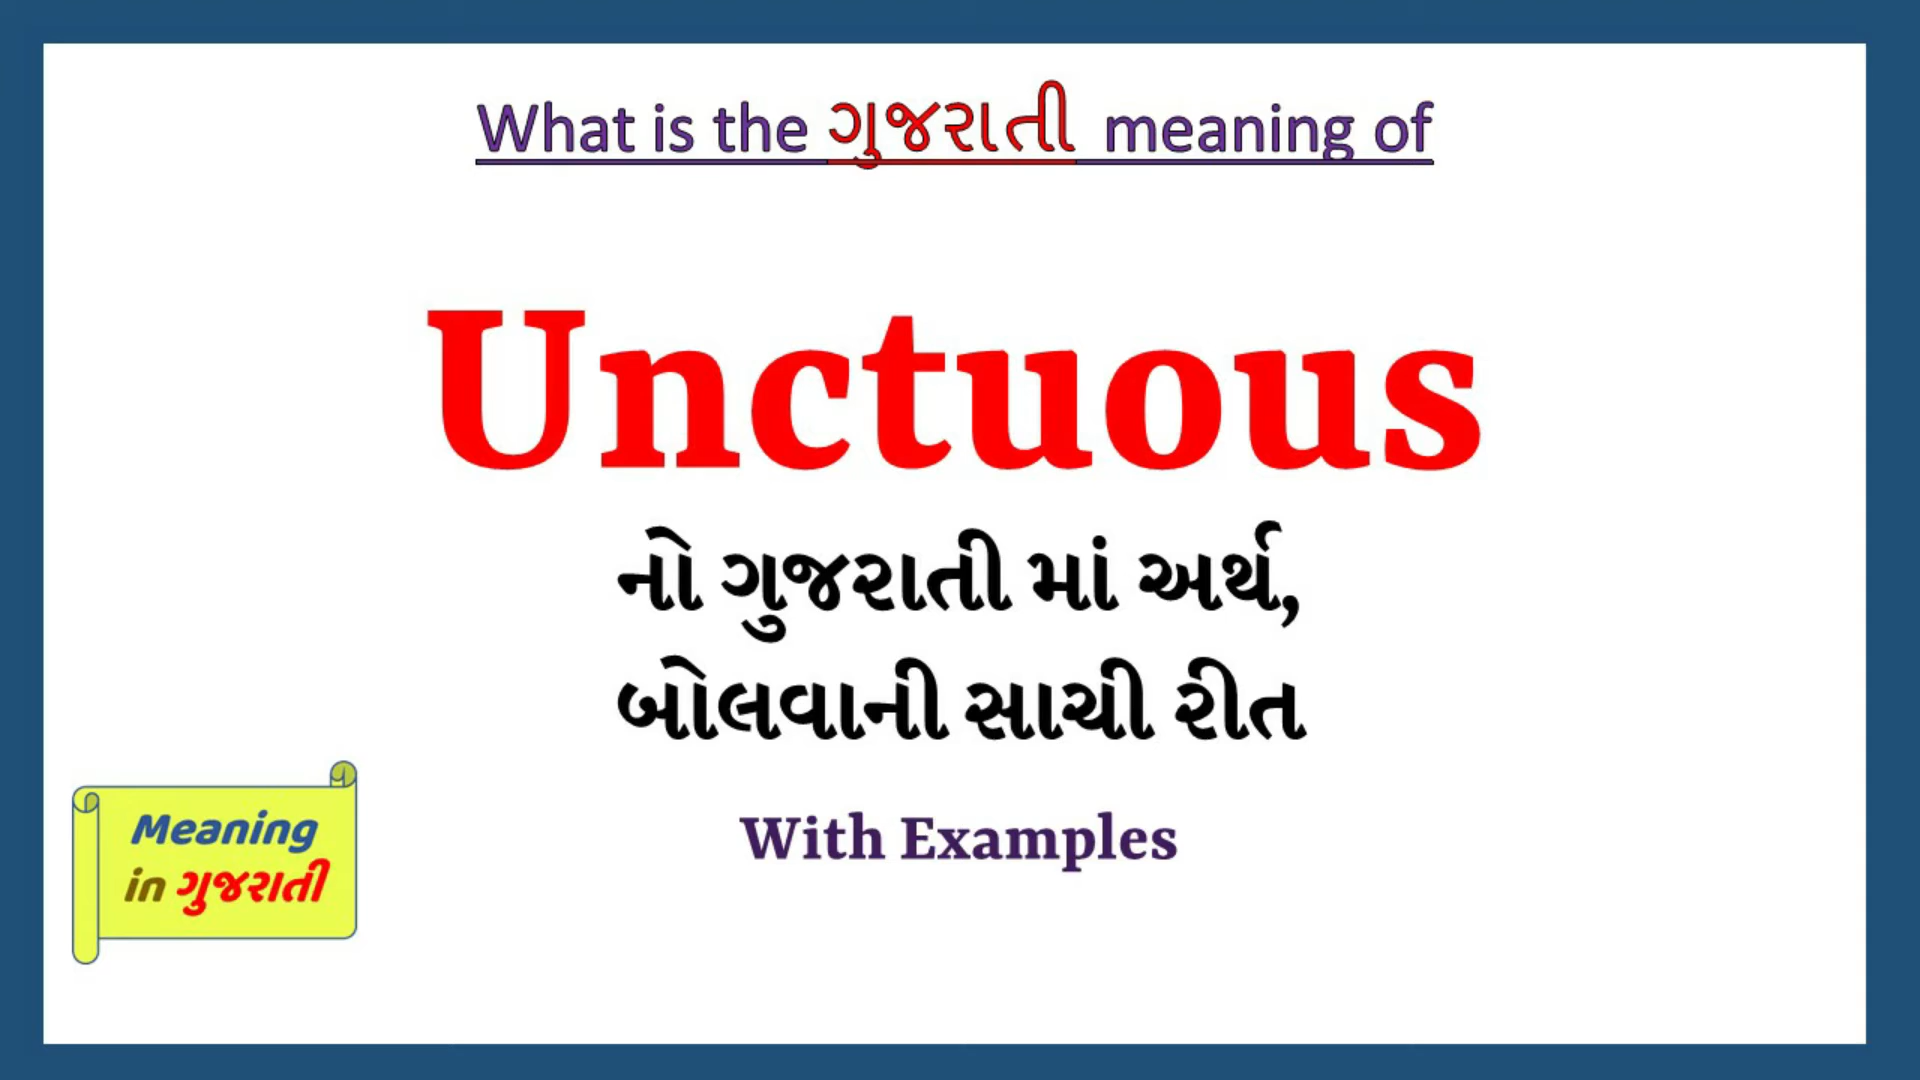 What is the ગુજરાતી meaning of
Unctuous
નો ગુજરાતી માં અર્થ,
બોલવાની સાચી રીત
With Examples
Meaning
in ગુજરાતી